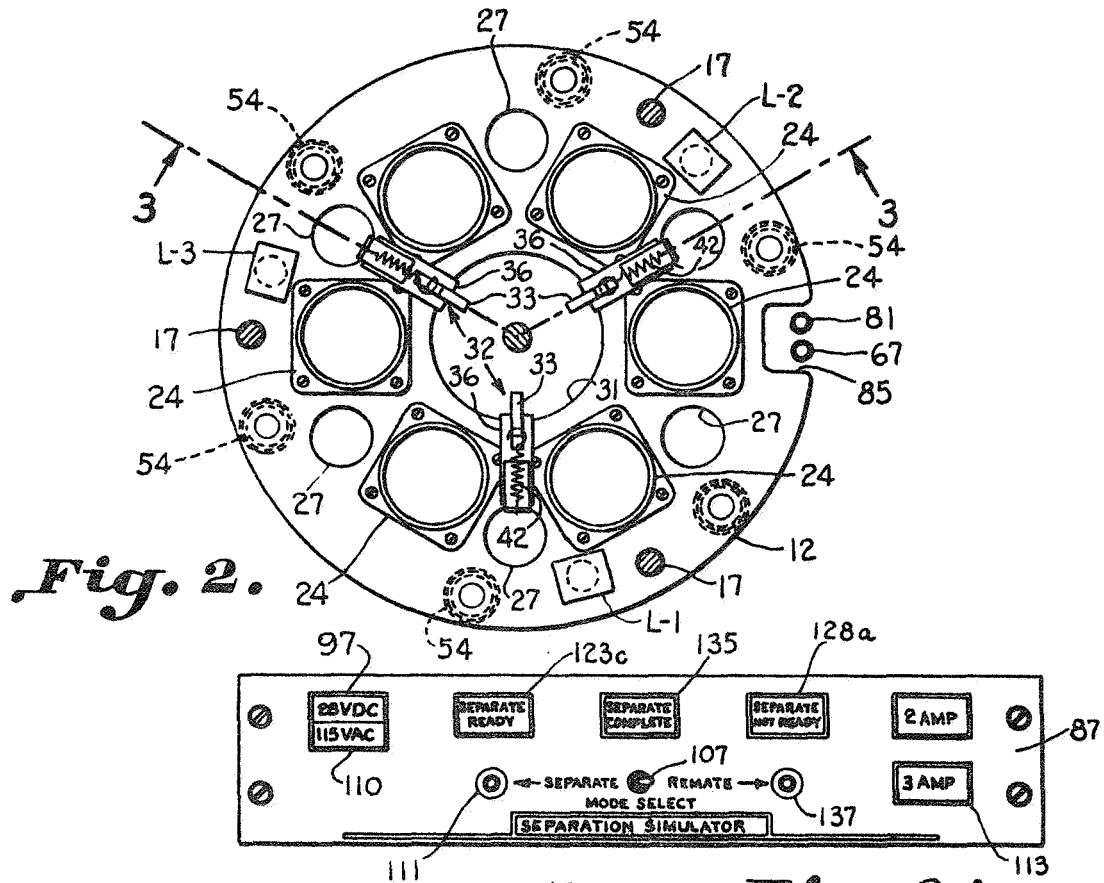 27
54
17
L-2
54
24
3
3
27
36
42
54
L-3
36
33
24
81
17
32
33
67
36
31
85
24
27
54
27
24
42
12
Fig. 2.
24
27
17
54
L-1
97
123c
135
128a
28VDC
115VAC
SEPARATE
READY
SEPARATE
COMPLETE
SEPARATE
NOT READY
2 AMP
87
110
107
3 AMP
SEPARATE REMATE
MODE SELECT
137
SEPARATION SIMULATOR
111
113